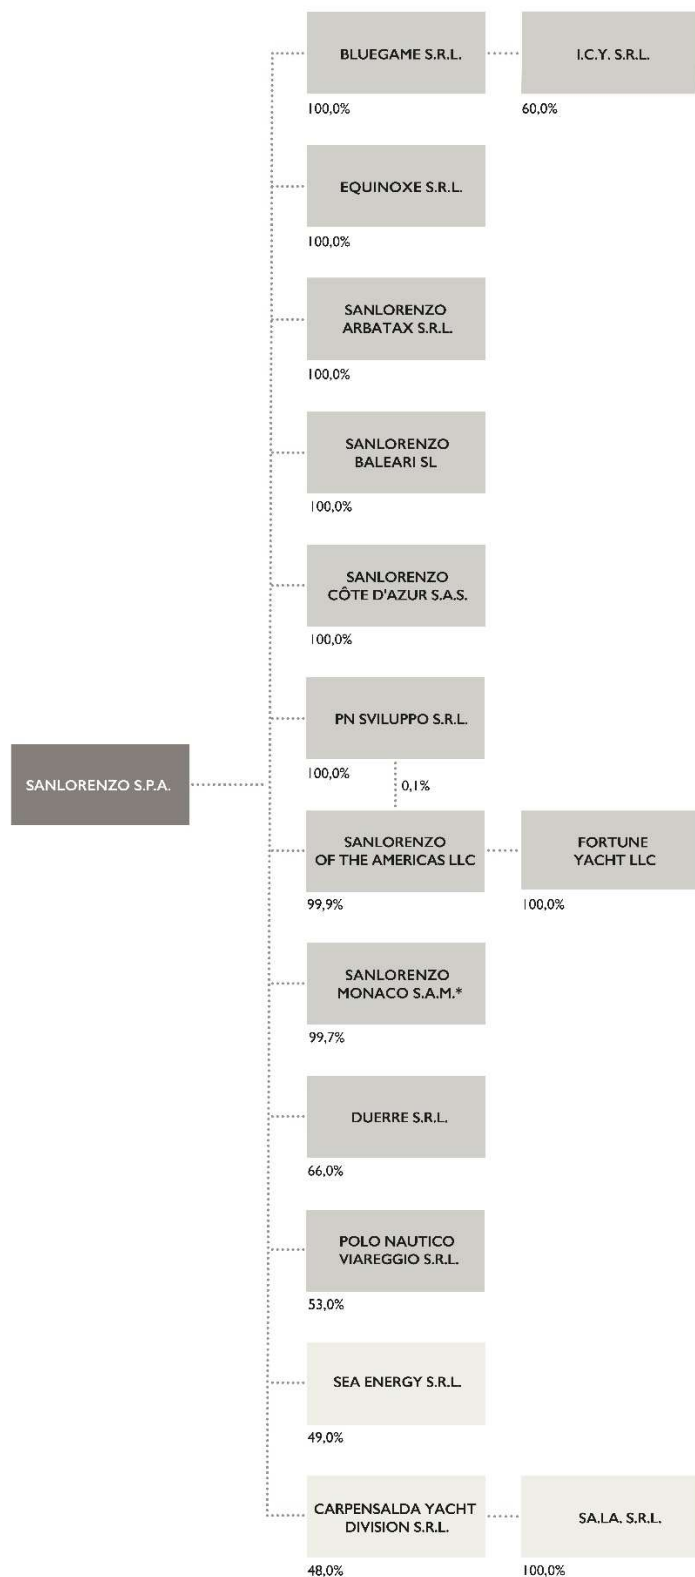 BLUEGAME S.R.L.
I.C.Y. S.R.L.
100,0%
60,0%
EQUINOXE S.R.L.
100,0%
SANLORENZO
ARBATAX S.R.L.
100,0%
SANLORENZO
BALEARI SL
100,0%
SANLORENZO
CÔTE D'AZUR S.A.S.
100,0%
PN SVILUPPO S.R.L.
100,0%
0,1%
SANLORENZO S.P.A.
SANLORENZO
OF THE AMERICAS LLC
FORTUNE
YACHT LLC
99,9%
100,0%
SANLORENZO
MONACO S.A.M.*
99,7%
DUERRE S.R.L.
66,0%
POLO NAUTICO
VIAREGGIO S.R.L.
53,0%
SEA ENERGY S.R.L.
49,0%
CARPENSALDA YACHT
DIVISION S.R.L.
SA.LA. S.R.L.
48,0%
100,0%